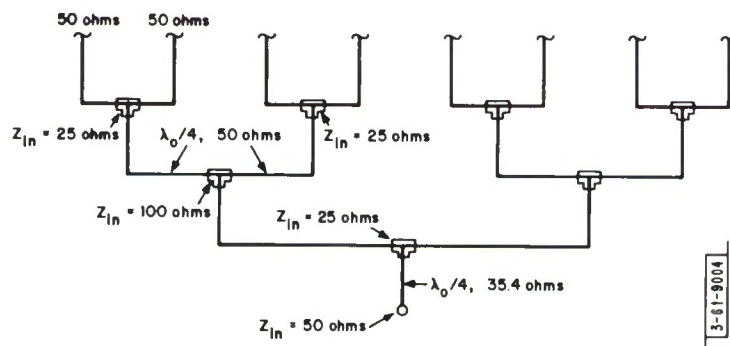 50 ohms 50 ohms
Z_in = 25 ohms
λ_o/4, 50 ohms
Z_in = 25 ohms
Z_in = 100 ohms
Z_in = 25 ohms
λ_o/4, 35.4 ohms
Z_in = 50 ohms
3-61-9004